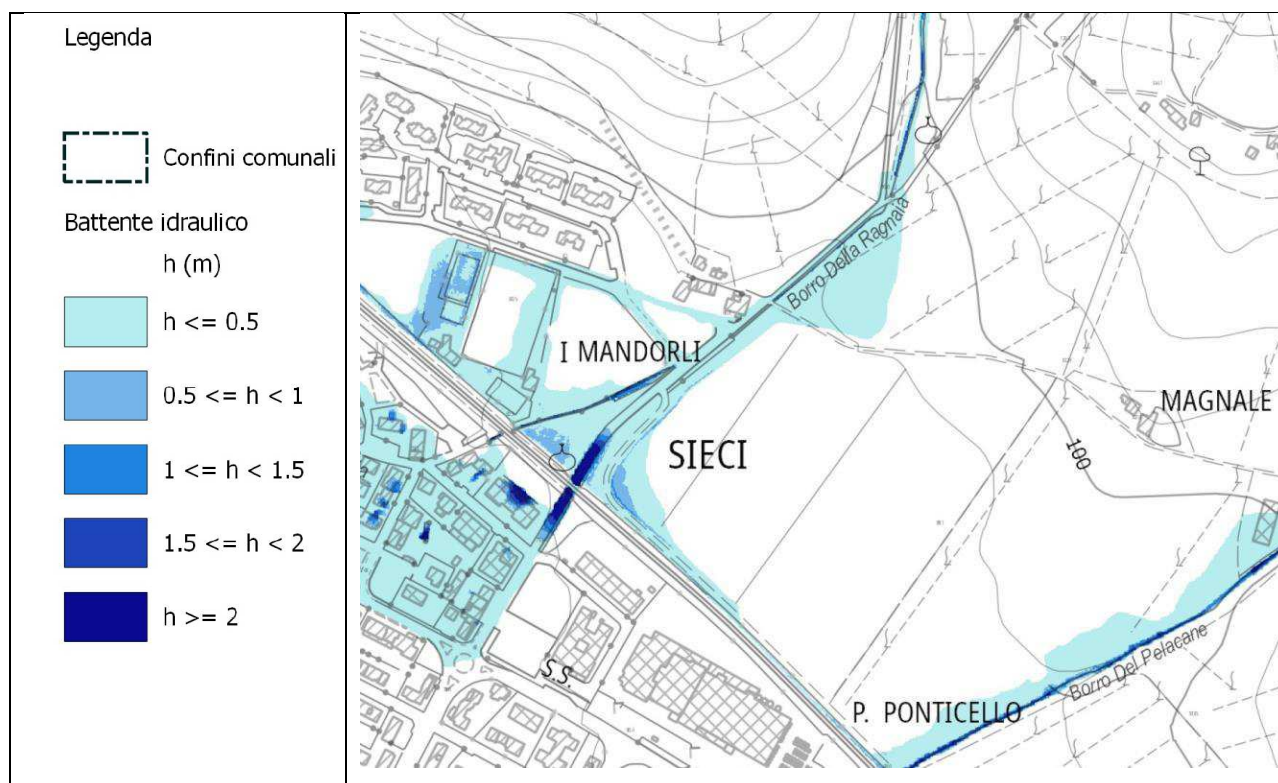 Legenda
Confini comunali
Battente idraulico
h (m)
h <= 0.5
0.5 <= h < 1
1 <= h < 1.5
1.5 <= h < 2
h >= 2
Borro Della Ragnaia
I MANDORLI
MAGNALE
SIECI
100
S.S.
Borro Del Pelacane
P. PONTICELLO